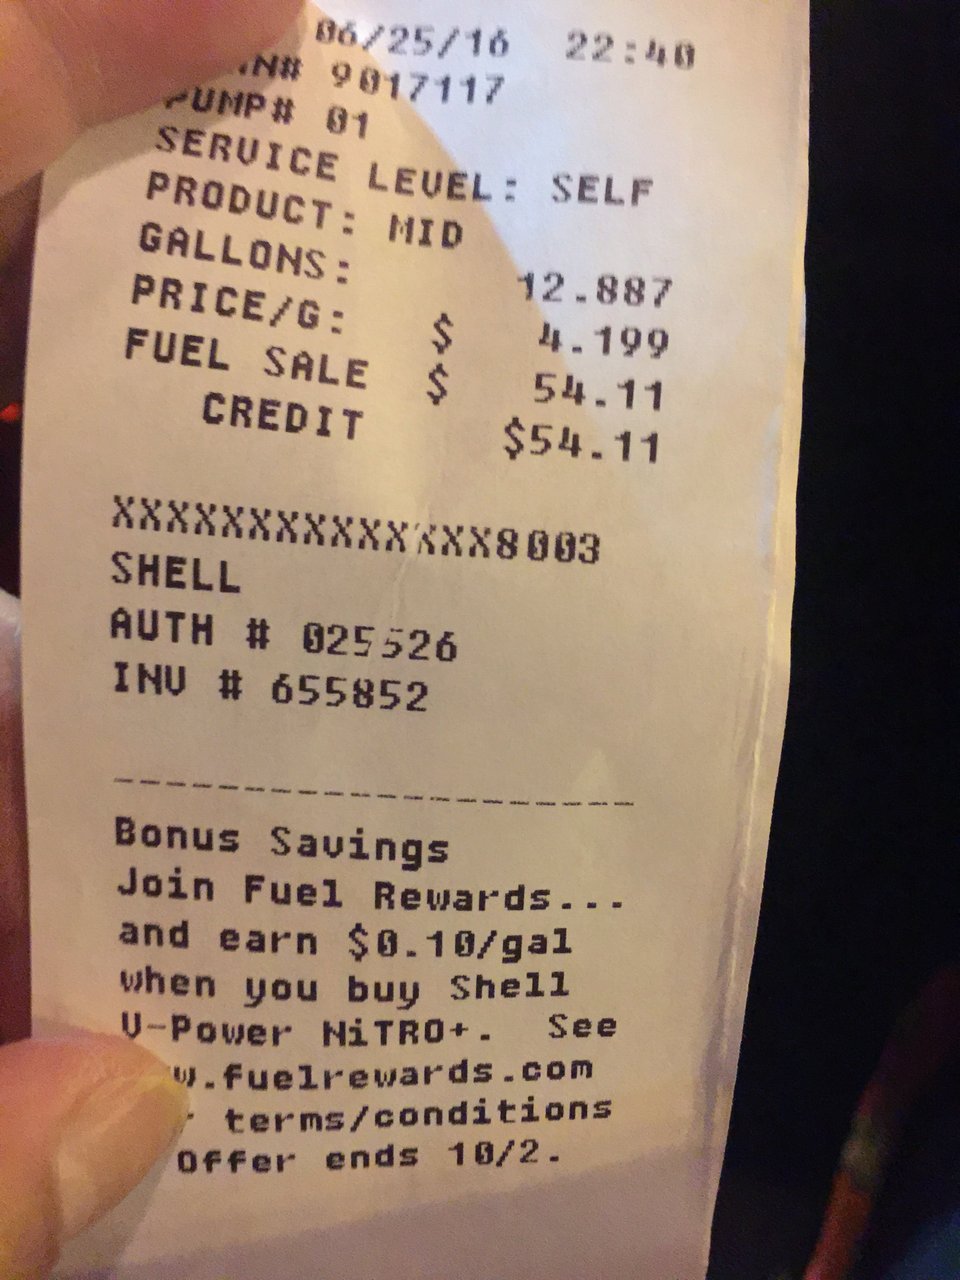 06/25/16 22:40
9017117
PUMP# 01
SERVICE LEVEL: SELF
PRODUCT: MID
GALLONS: 12.887
PRICE/G: $ 4.199
FUEL SALE $ 54.11
CREDIT $54.11
XXXXXXXXXXXXXXX8003
SHELL
AUTH # 025526
INV # 655852
--------------------
Bonus Savings
Join Fuel Rewards...
and earn $0.10/gal
when you buy Shell
V-Power NiTRO+. See
w.fuelrewards.com
terms/conditions
Offer ends 10/2.